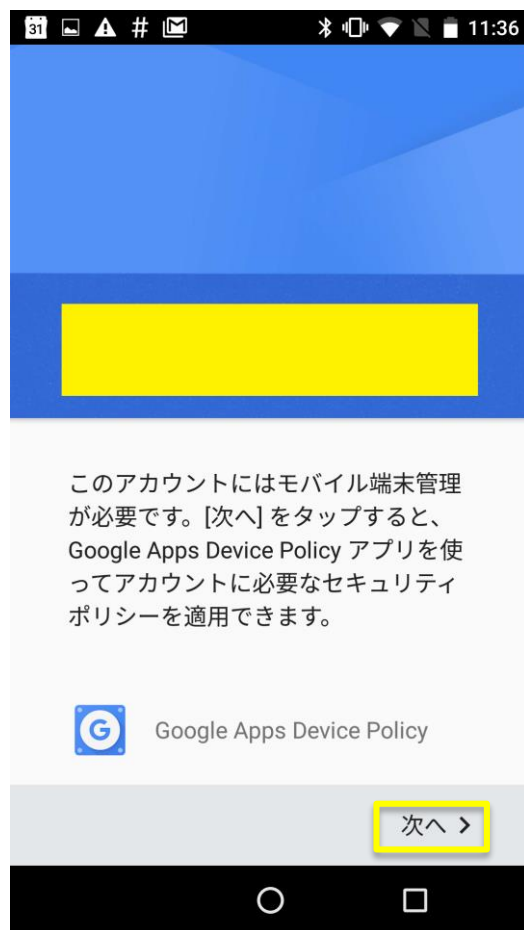 31 # 11:36
このアカウントにはモバイル端末管理
が必要です。[次へ] をタップすると、
Google Apps Device Policy アプリを使
ってアカウントに必要なセキュリティ
ポリシーを適用できます。
G Google Apps Device Policy
次へ >